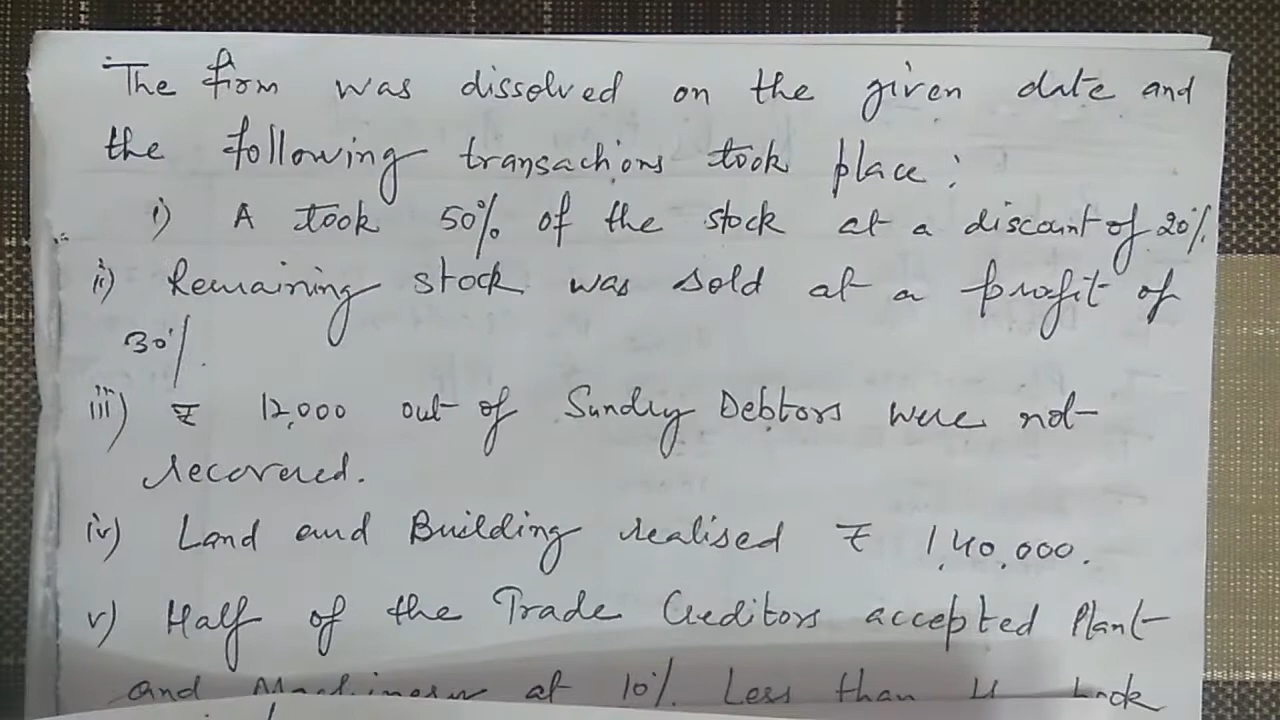 The firm was dissolved on the given date and
the following transactions took place :
i) A took 50% of the stock at a discount of 20%
ii) Remaining stock was sold at a profit of
30%.
iii) ₹ 12,000 out of Sundry Debtors were not
recovered.
iv) Land and Building realised ₹ 1,40,000.
v) Half of the Trade Creditors accepted Plant
and Machinery at 10% Less than